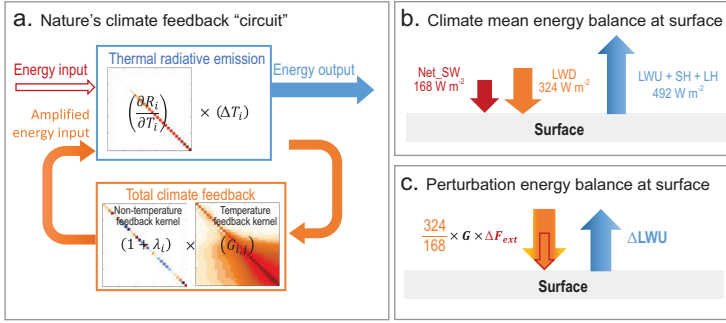 a. Nature's climate feedback "circuit"
Thermal radiative emission
Energy input
Energy output
(∂R_i / ∂T_i) × (ΔT_i)
Amplified
energy input
Total climate feedback
Non-temperature
feedback kernel
Temperature
feedback kernel
(1 + λ_i) × (G_{i,j})
b. Climate mean energy balance at surface
Net_SW
168 W m⁻²
LWD
324 W m⁻²
LWU + SH + LH
492 W m⁻²
Surface
c. Perturbation energy balance at surface
324/168 × G × ΔF_ext
ΔLWU
Surface